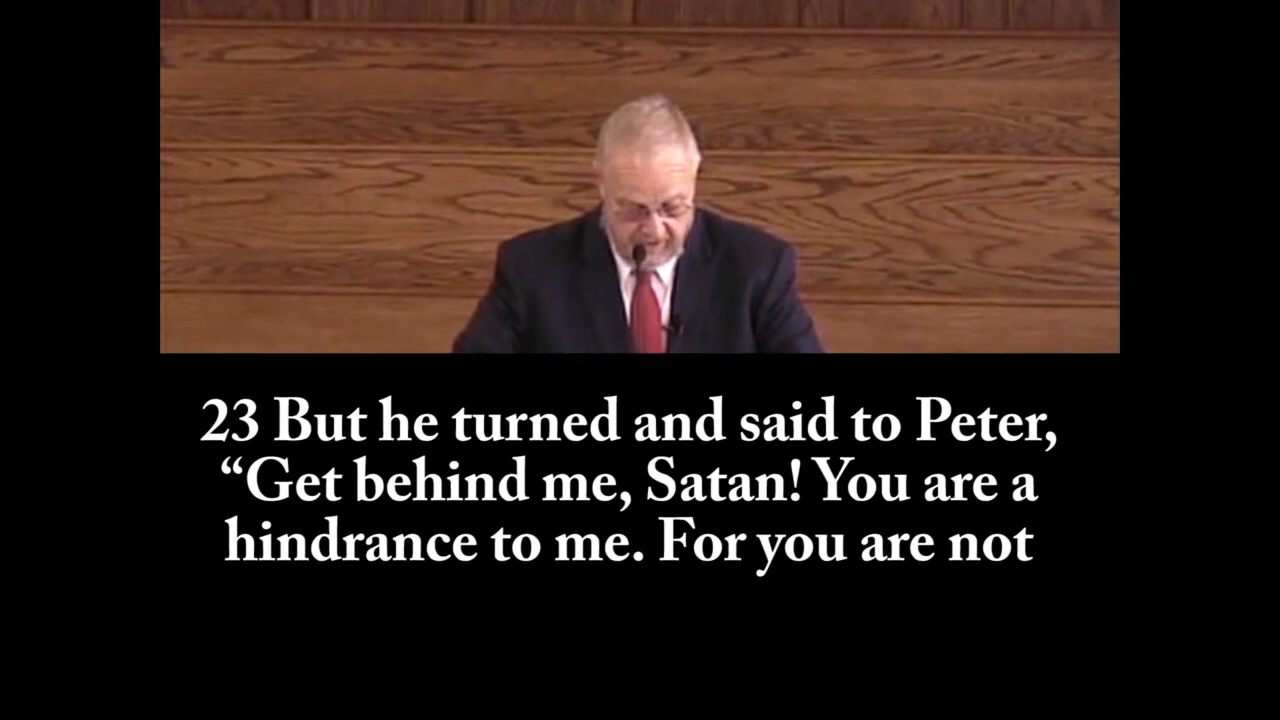 23 But he turned and said to Peter,
“Get behind me, Satan! You are a
hindrance to me. For you are not